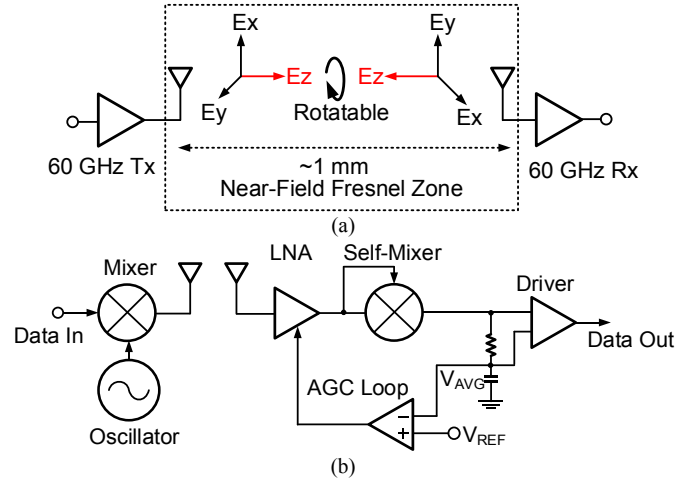 Ex
Ey
Ez
Ez
Ey
Ex
Rotatable
60 GHz Tx
~1 mm
Near-Field Fresnel Zone
60 GHz Rx
(a)
Mixer
LNA
Self-Mixer
Driver
Data In
Data Out
Oscillator
AGC Loop
VAVG
−
+
VREF
(b)